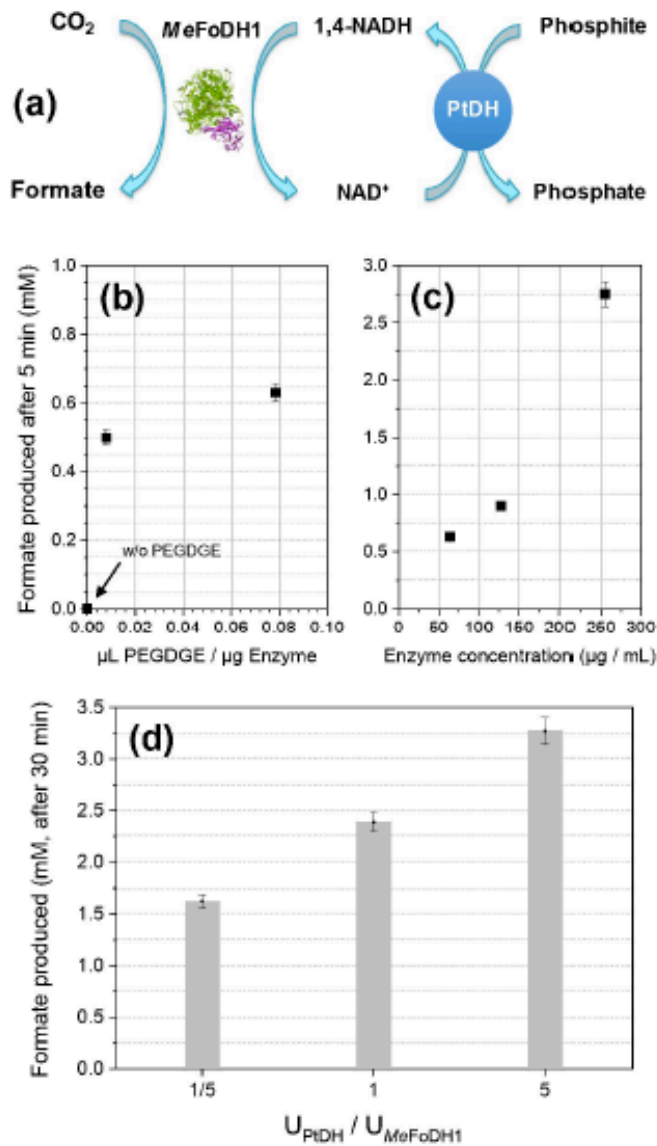 CO2 MeFoDH1 1,4-NADH Phosphite
(a) PtDH
Formate NAD+ Phosphate
(b)
Formate produced after 5 min (mM)
1.0
0.8
0.6
0.4
0.2
0.0
w/o PEGDGE
0.00 0.02 0.04 0.06 0.08 0.10
µL PEGDGE / µg Enzyme
(c)
3.0
2.5
2.0
1.5
1.0
0.5
0.0
0 50 100 150 200 250 300
Enzyme concentration (µg / mL)
(d)
Formate produced (mM, after 30 min)
3.5
3.0
2.5
2.0
1.5
1.0
0.5
0.0
1/5 1 5
UPtDH / UMeFoDH1